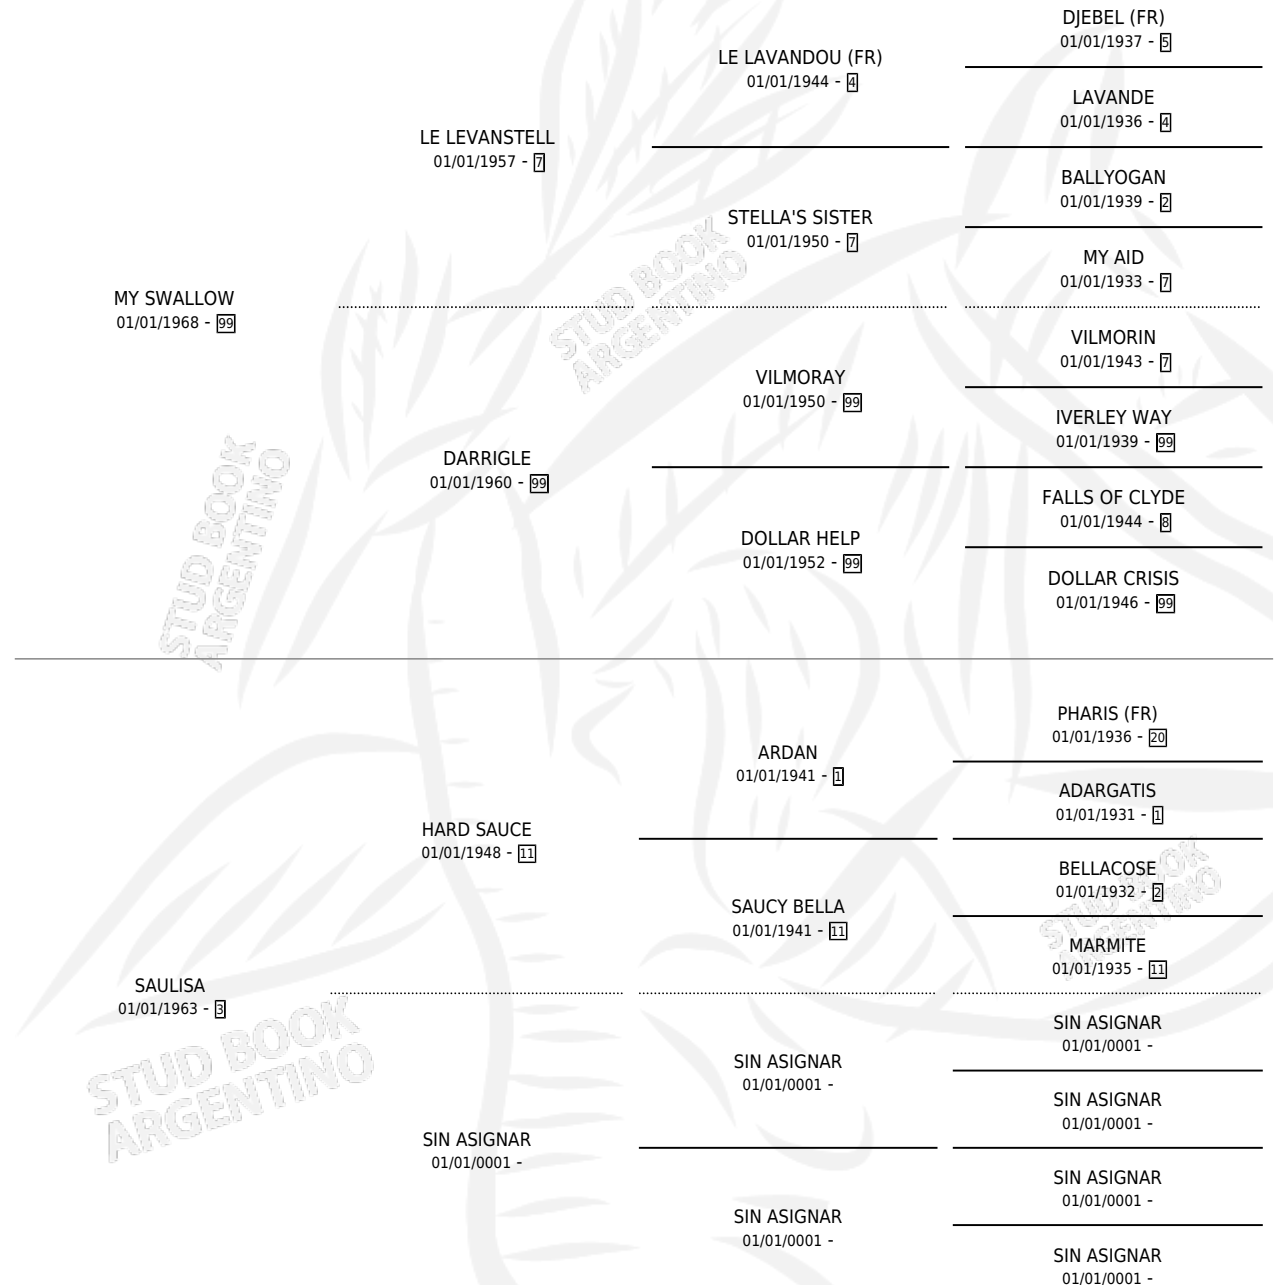 DJEBEL (FR)
01/01/1937 - 5
LE LAVANDOU (FR)
01/01/1944 - 4
LAVANDE
01/01/1936 - 4
LE LEVANSTELL
01/01/1957 - 7
BALLYOGAN
01/01/1939 - 2
STELLA'S SISTER
01/01/1950 - 7
MY AID
01/01/1933 - 7
MY SWALLOW
01/01/1968 - 99
VILMORIN
01/01/1943 - 7
VILMORAY
01/01/1950 - 99
IVERLEY WAY
01/01/1939 - 99
DARRIGLE
01/01/1960 - 99
FALLS OF CLYDE
01/01/1944 - 8
DOLLAR HELP
01/01/1952 - 99
DOLLAR CRISIS
01/01/1946 - 99
PHARIS (FR)
01/01/1936 - 20
ARDAN
01/01/1941 - 1
ADARGATIS
01/01/1931 - 1
HARD SAUCE
01/01/1948 - 11
BELLACOSE
01/01/1932 - 2
SAUCY BELLA
01/01/1941 - 11
MARMITE
01/01/1935 - 11
SAULISA
01/01/1963 - 3
SIN ASIGNAR
01/01/0001 -
SIN ASIGNAR
01/01/0001 -
SIN ASIGNAR
01/01/0001 -
SIN ASIGNAR
01/01/0001 -
SIN ASIGNAR
01/01/0001 -
SIN ASIGNAR
01/01/0001 -
SIN ASIGNAR
01/01/0001 -
STUD BOOK
ARGENTINO
STUD BOOK
ARGENTINO
STUD BOOK
ARGENTINO
STUD BOOK
ARGENTINO